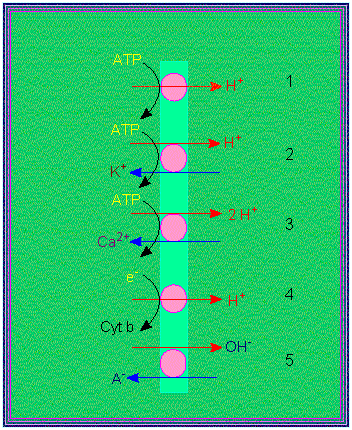 ATP
H⁺ 1
ATP
H⁺
2
K⁺
ATP
2 H⁺
3
Ca²⁺
e⁻
H⁺ 4
Cyt b
OH⁻
5
A⁻